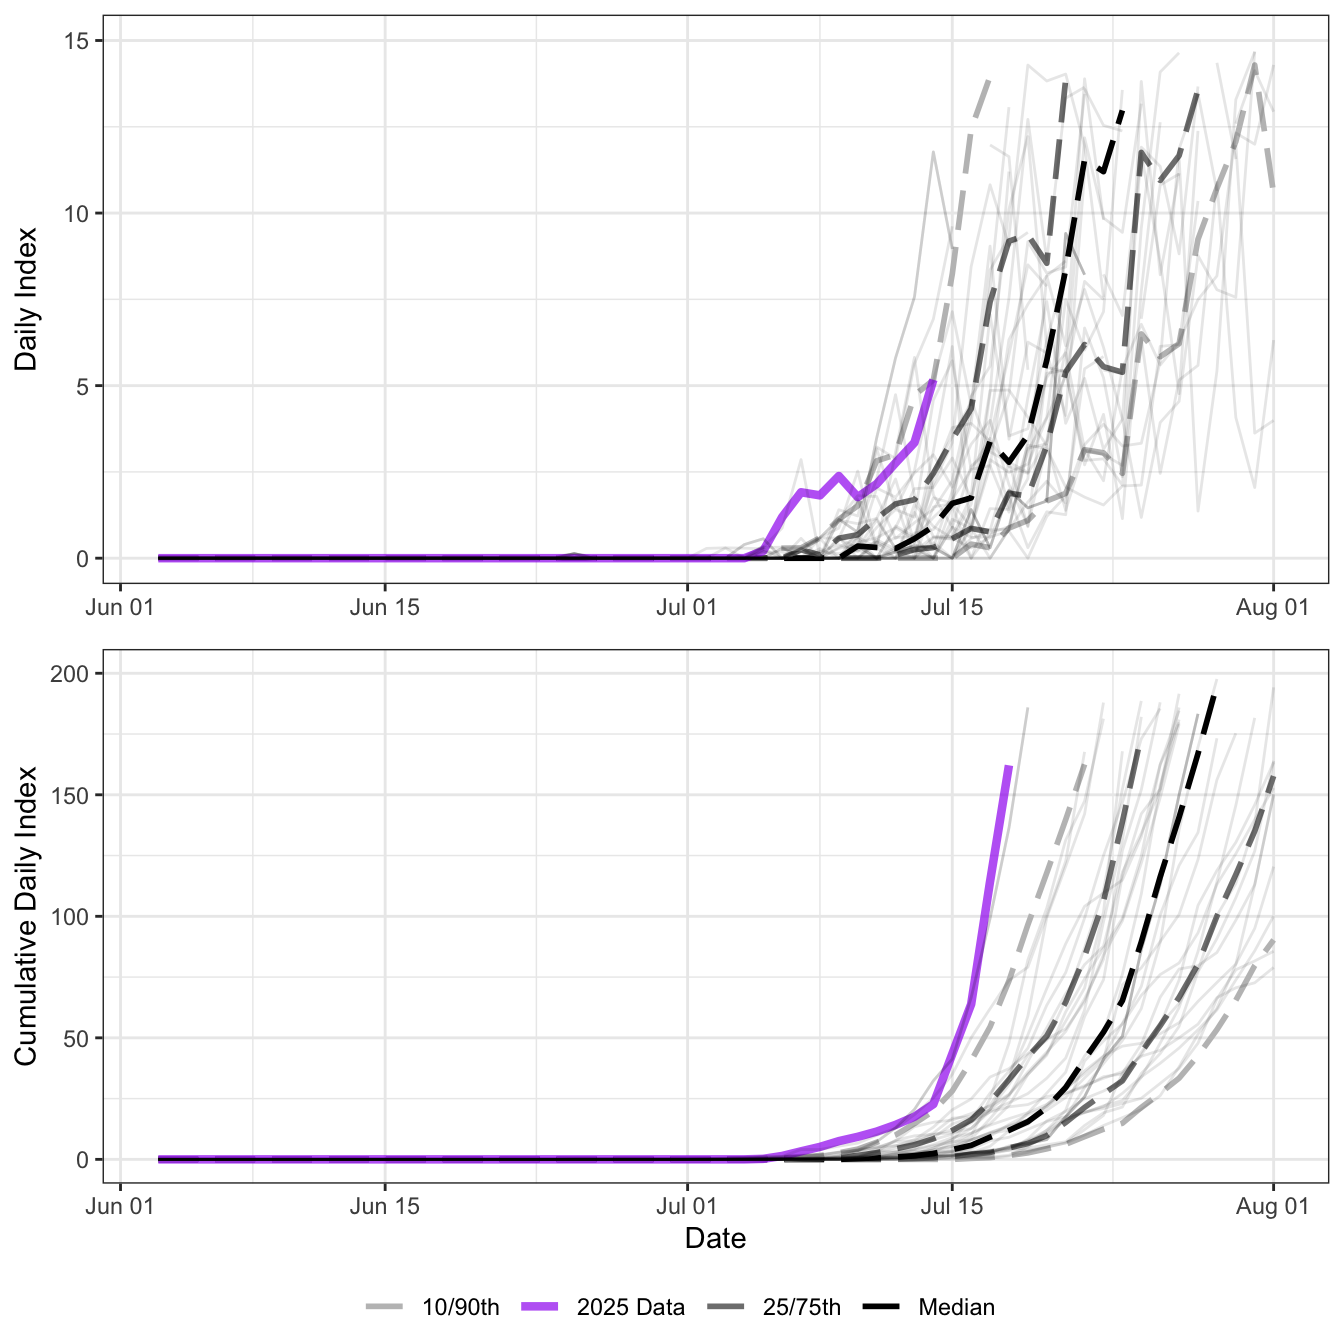 15
10
5
0
Daily Index
Jun 01
Jun 15
Jul 01
Jul 15
Aug 01
200
150
100
50
0
Cumulative Daily Index
Jun 01
Jun 15
Jul 01
Jul 15
Aug 01
Date
10/90th
2025 Data
25/75th
Median